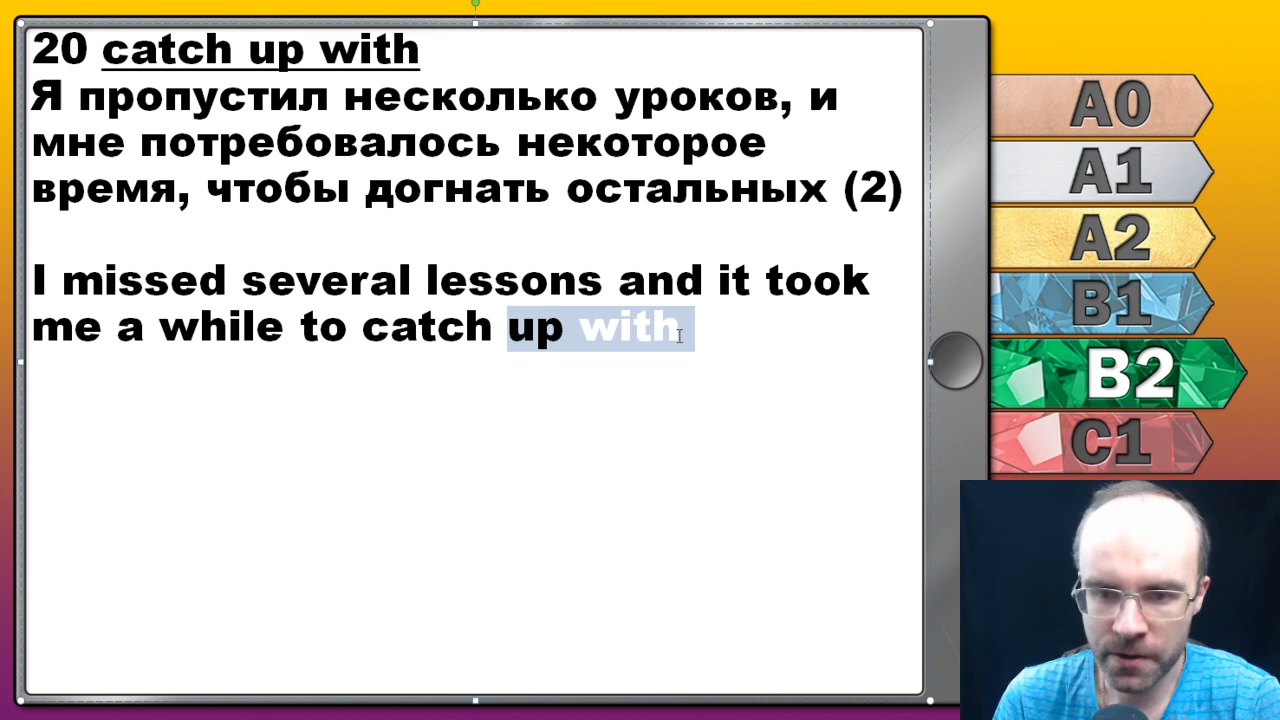 20 catch up with
Я пропустил несколько уроков, и
мне потребовалось некоторое
время, чтобы догнать остальных (2)
I missed several lessons and it took
me a while to catch up with
A0
A1
A2
B1
B2
C1